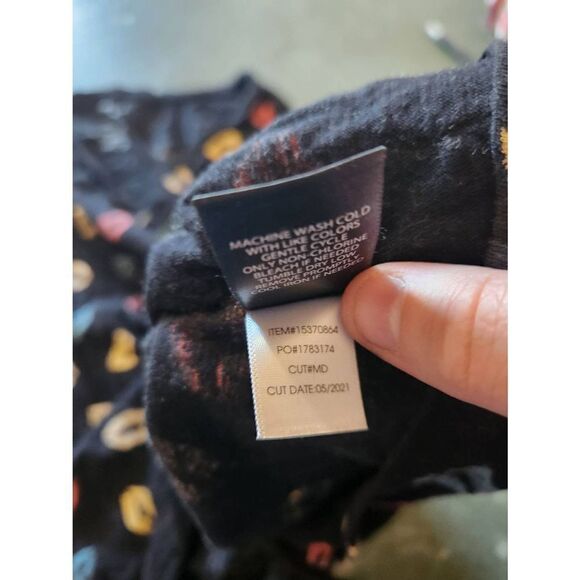 MACHINE WASH COLD
WITH LIKE COLORS
GENTLE CYCLE
ONLY NON-CHLORINE
BLEACH IF NEEDED
TUMBLE DRY LOW
REMOVE PROMPTLY
COOL IRON IF NEEDED
ITEM#15370864
PO#1783174
CUT#MD
CUT DATE:05/2021